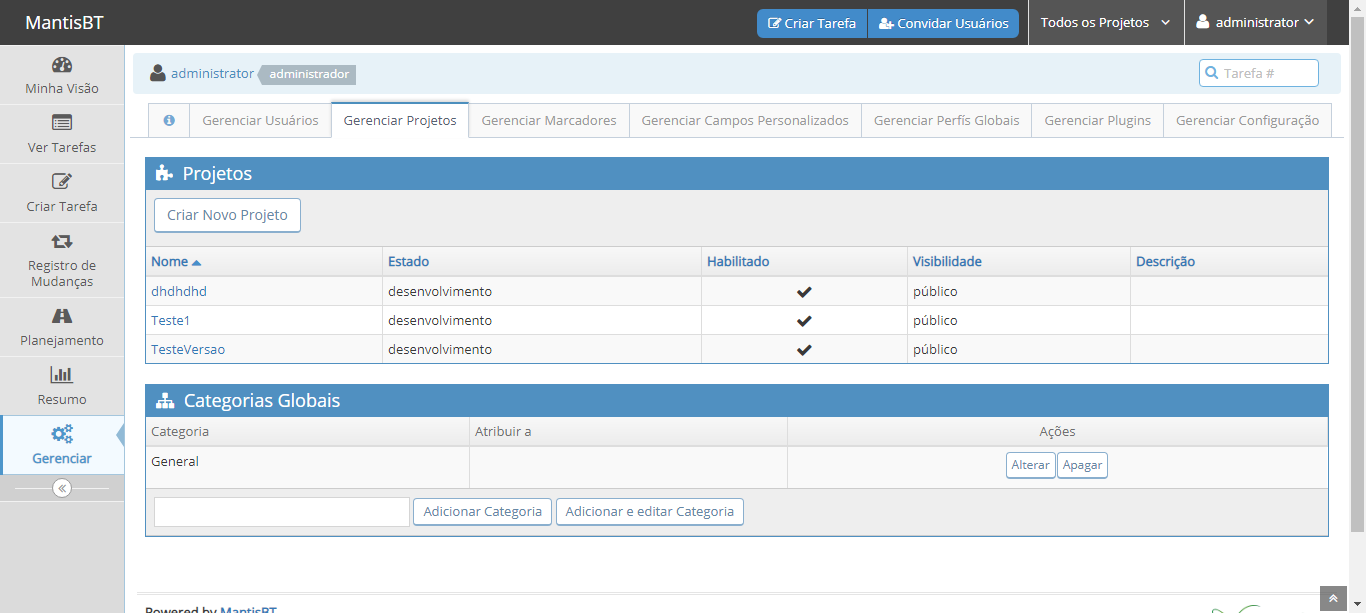 MantisBT
Criar Tarefa
Convidar Usuários
Todos os Projetos
administrator
Minha Visão
Ver Tarefas
Criar Tarefa
Registro de
Mudanças
Planejamento
Resumo
Gerenciar
administrator administrador
Tarefa #
Gerenciar Usuários
Gerenciar Projetos
Gerenciar Marcadores
Gerenciar Campos Personalizados
Gerenciar Perfís Globais
Gerenciar Plugins
Gerenciar Configuração
Projetos
Criar Novo Projeto
Nome Estado Habilitado Visibilidade Descrição
dhdhdhd desenvolvimento público
Teste1 desenvolvimento público
TesteVersao desenvolvimento público
Categorias Globais
Categoria Atribuir a Ações
General Alterar Apagar
Adicionar Categoria Adicionar e editar Categoria
Powered by MantisBT